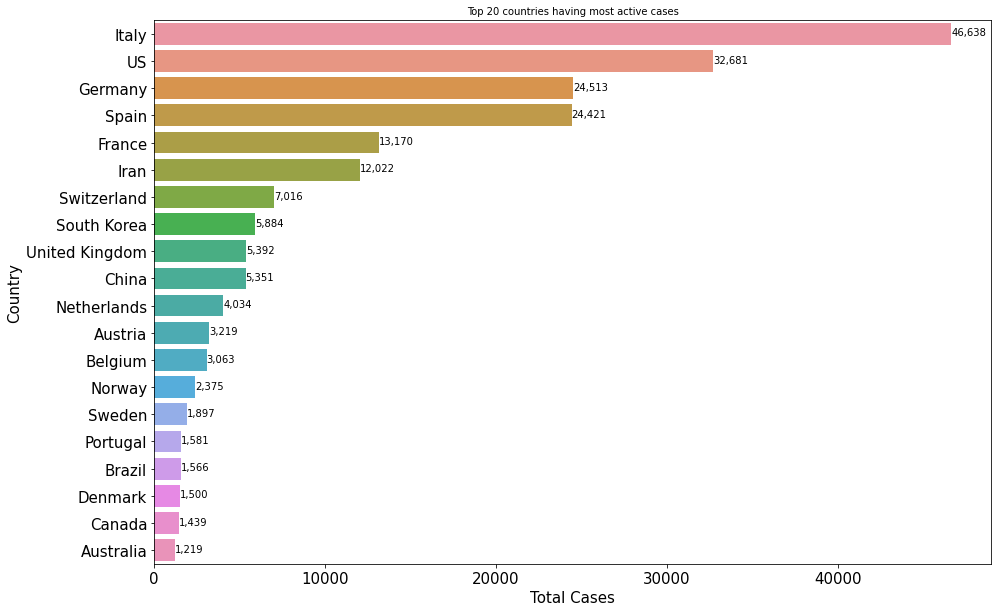 Top 20 countries having most active cases
Italy 46,638
US 32,681
Germany 24,513
Spain 24,421
France 13,170
Iran 12,022
Switzerland 7,016
South Korea 5,884
United Kingdom 5,392
China 5,351
Netherlands 4,034
Austria 3,219
Belgium 3,063
Norway 2,375
Sweden 1,897
Portugal 1,581
Brazil 1,566
Denmark 1,500
Canada 1,439
Australia 1,219
Country
0 10000 20000 30000 40000
Total Cases